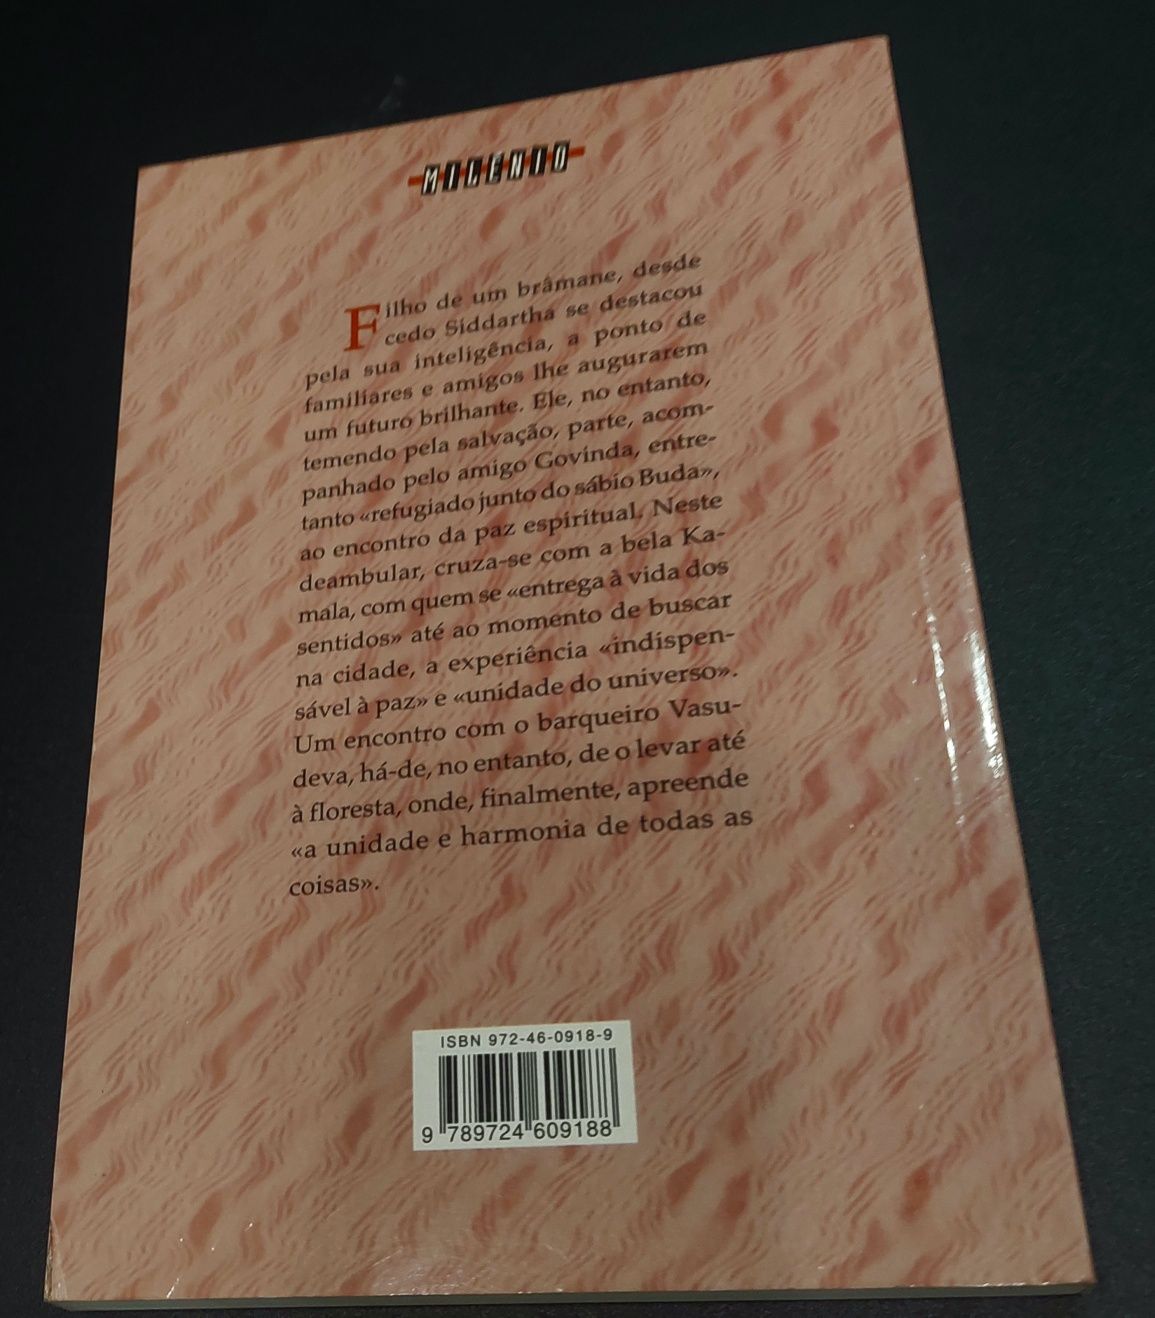 MILÉNIO
Filho de um brâmane, desde
cedo Siddartha se destacou
pela sua inteligência, a ponto de
familiares e amigos lhe augurarem
um futuro brilhante. Ele, no entanto,
temendo pela salvação, parte, acom-
panhado pelo amigo Govinda, entre-
tanto «refugiado junto do sábio Buda»,
ao encontro da paz espiritual. Neste
deambular, cruza-se com a bela Ka-
mala, com quem se «entrega à vida dos
sentidos» até ao momento de buscar
na cidade, a experiência «indispen-
sável à paz» e «unidade do universo».
Um encontro com o barqueiro Vasu-
deva, há-de, no entanto, de o levar até
à floresta, onde, finalmente, apreende
«a unidade e harmonia de todas as
coisas».
ISBN 972-46-0918-9
9 789724 609188